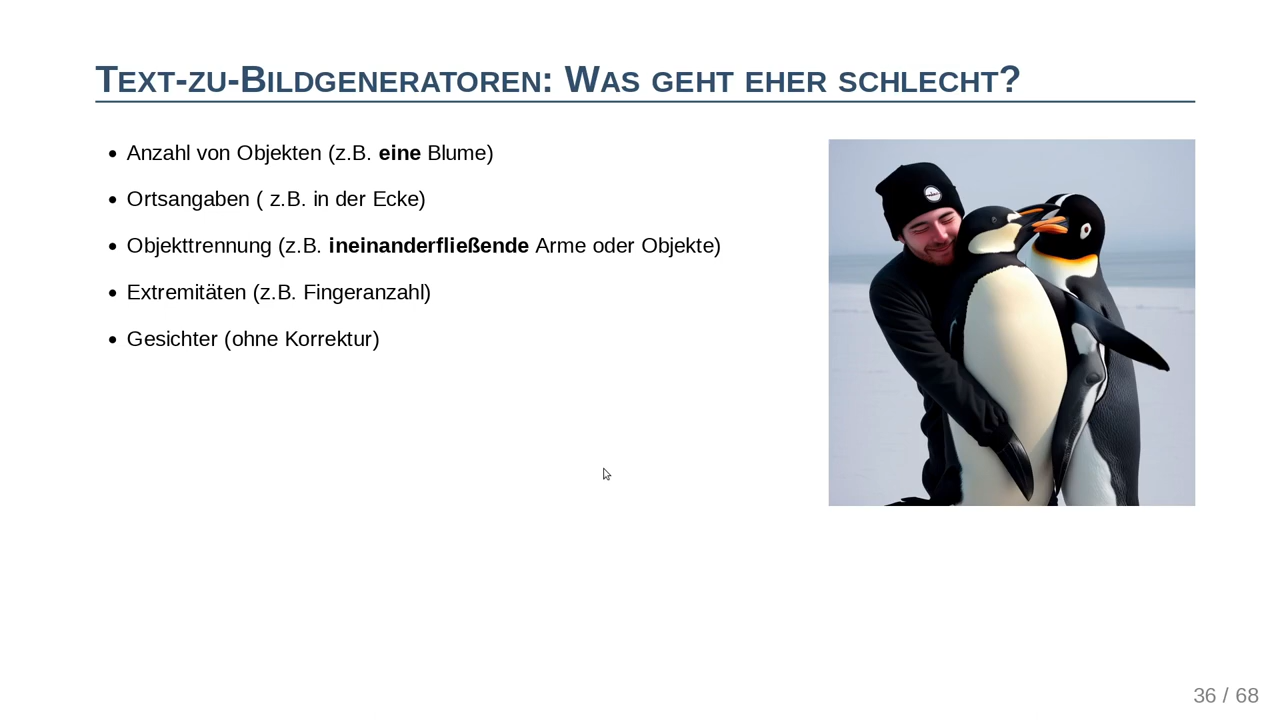 Text-zu-Bildgeneratoren: Was geht eher schlecht?
• Anzahl von Objekten (z.B. eine Blume)
• Ortsangaben ( z.B. in der Ecke)
• Objekttrennung (z.B. ineinanderfließende Arme oder Objekte)
• Extremitäten (z.B. Fingeranzahl)
• Gesichter (ohne Korrektur)
36 / 68